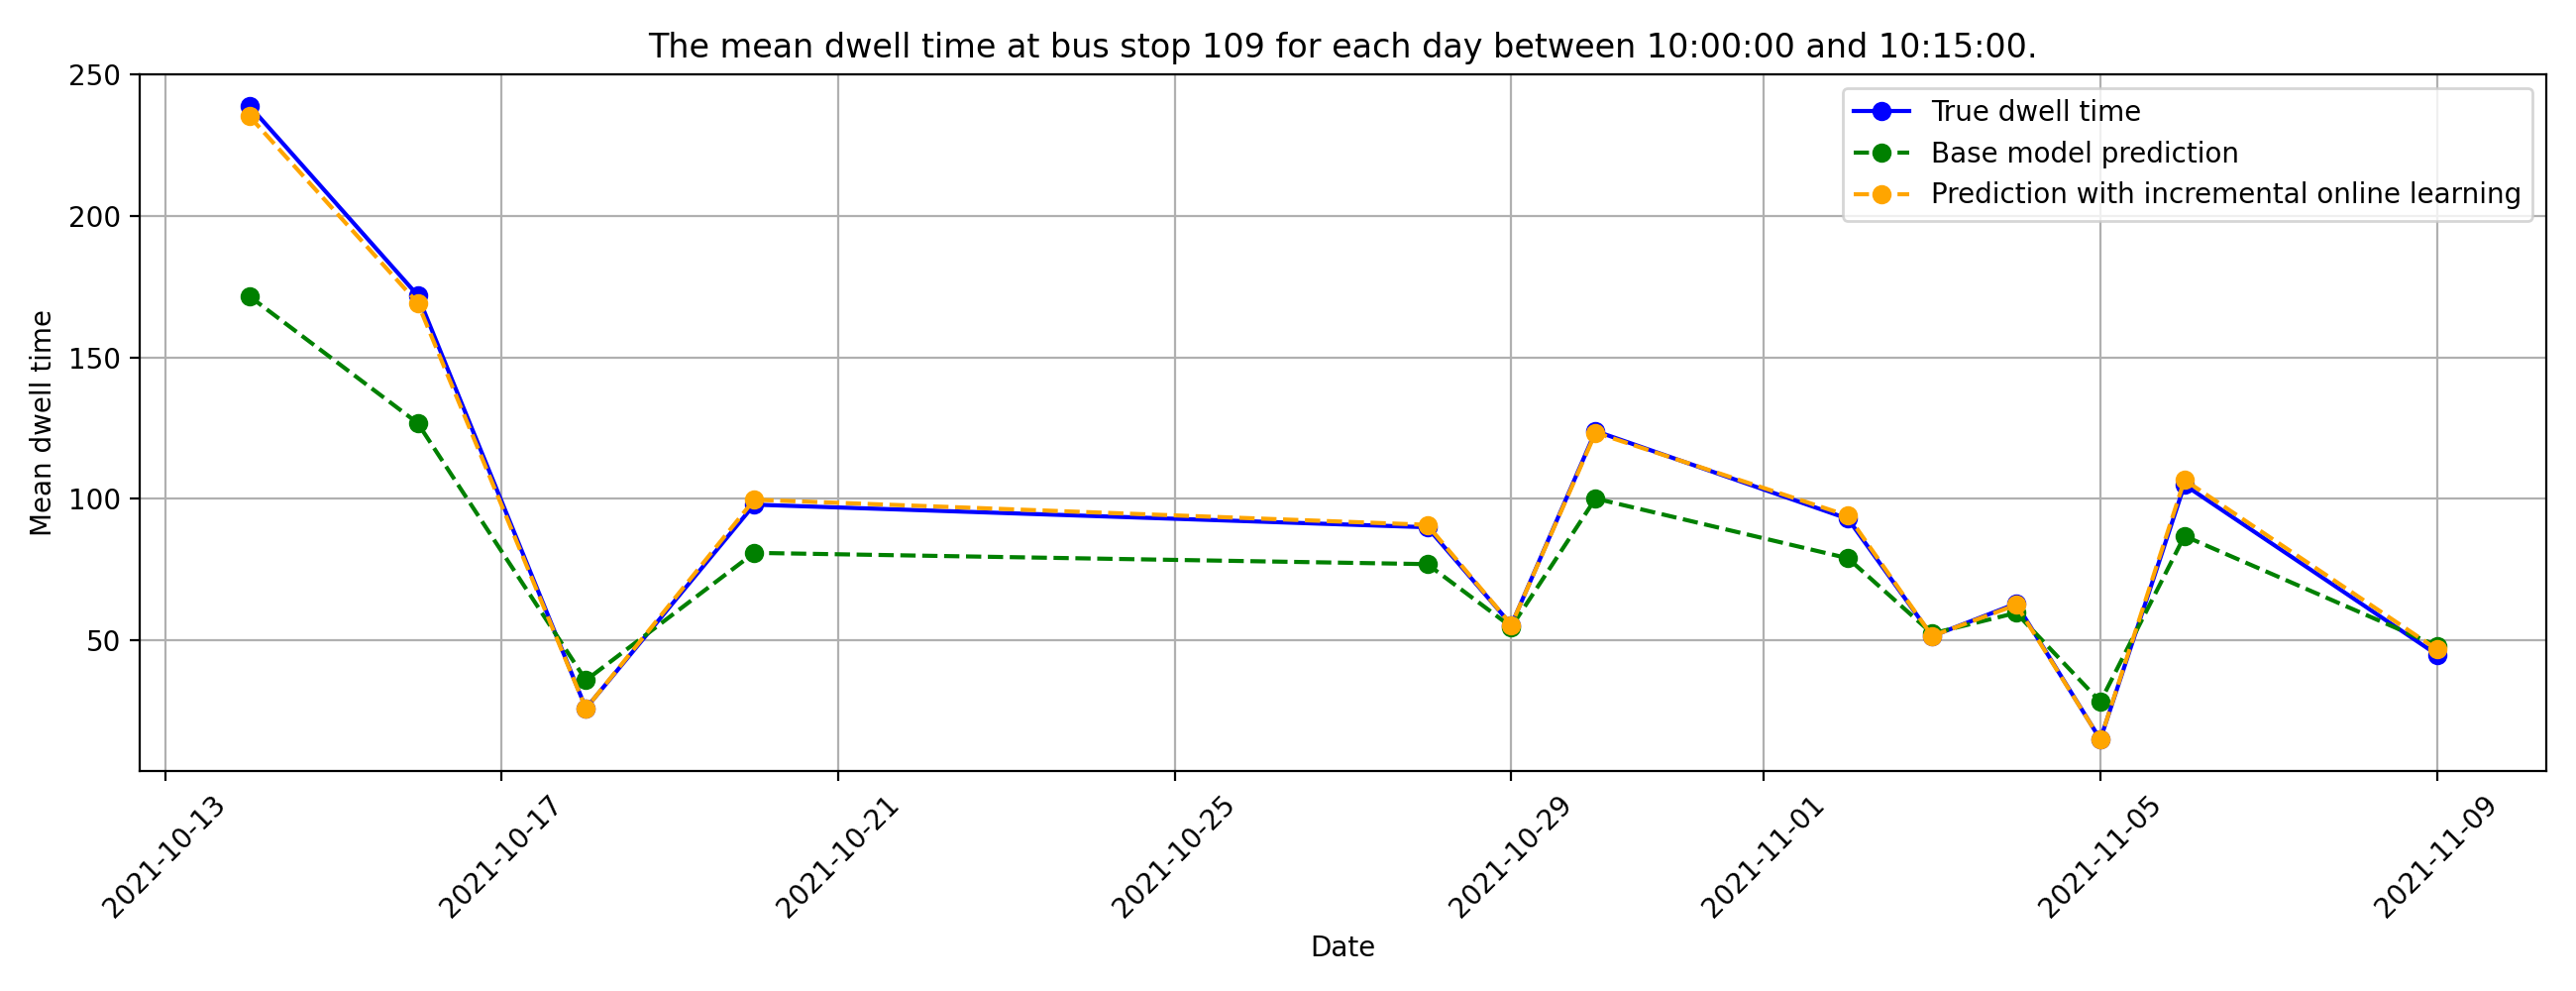 The mean dwell time at bus stop 109 for each day between 10:00:00 and 10:15:00.
True dwell time
Base model prediction
Prediction with incremental online learning
Mean dwell time
250
200
150
100
50
2021-10-13
2021-10-17
2021-10-21
2021-10-25
2021-10-29
2021-11-01
2021-11-05
2021-11-09
Date